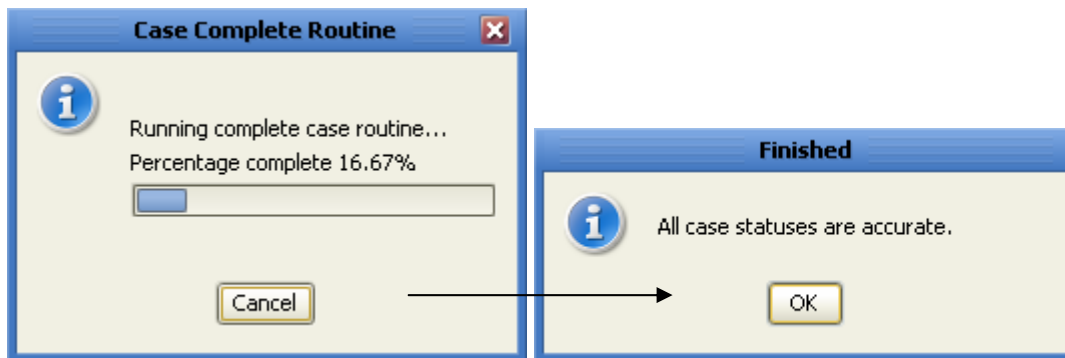 Case Complete Routine
Running complete case routine...
Percentage complete 16.67%
Cancel
Finished
All case statuses are accurate.
OK